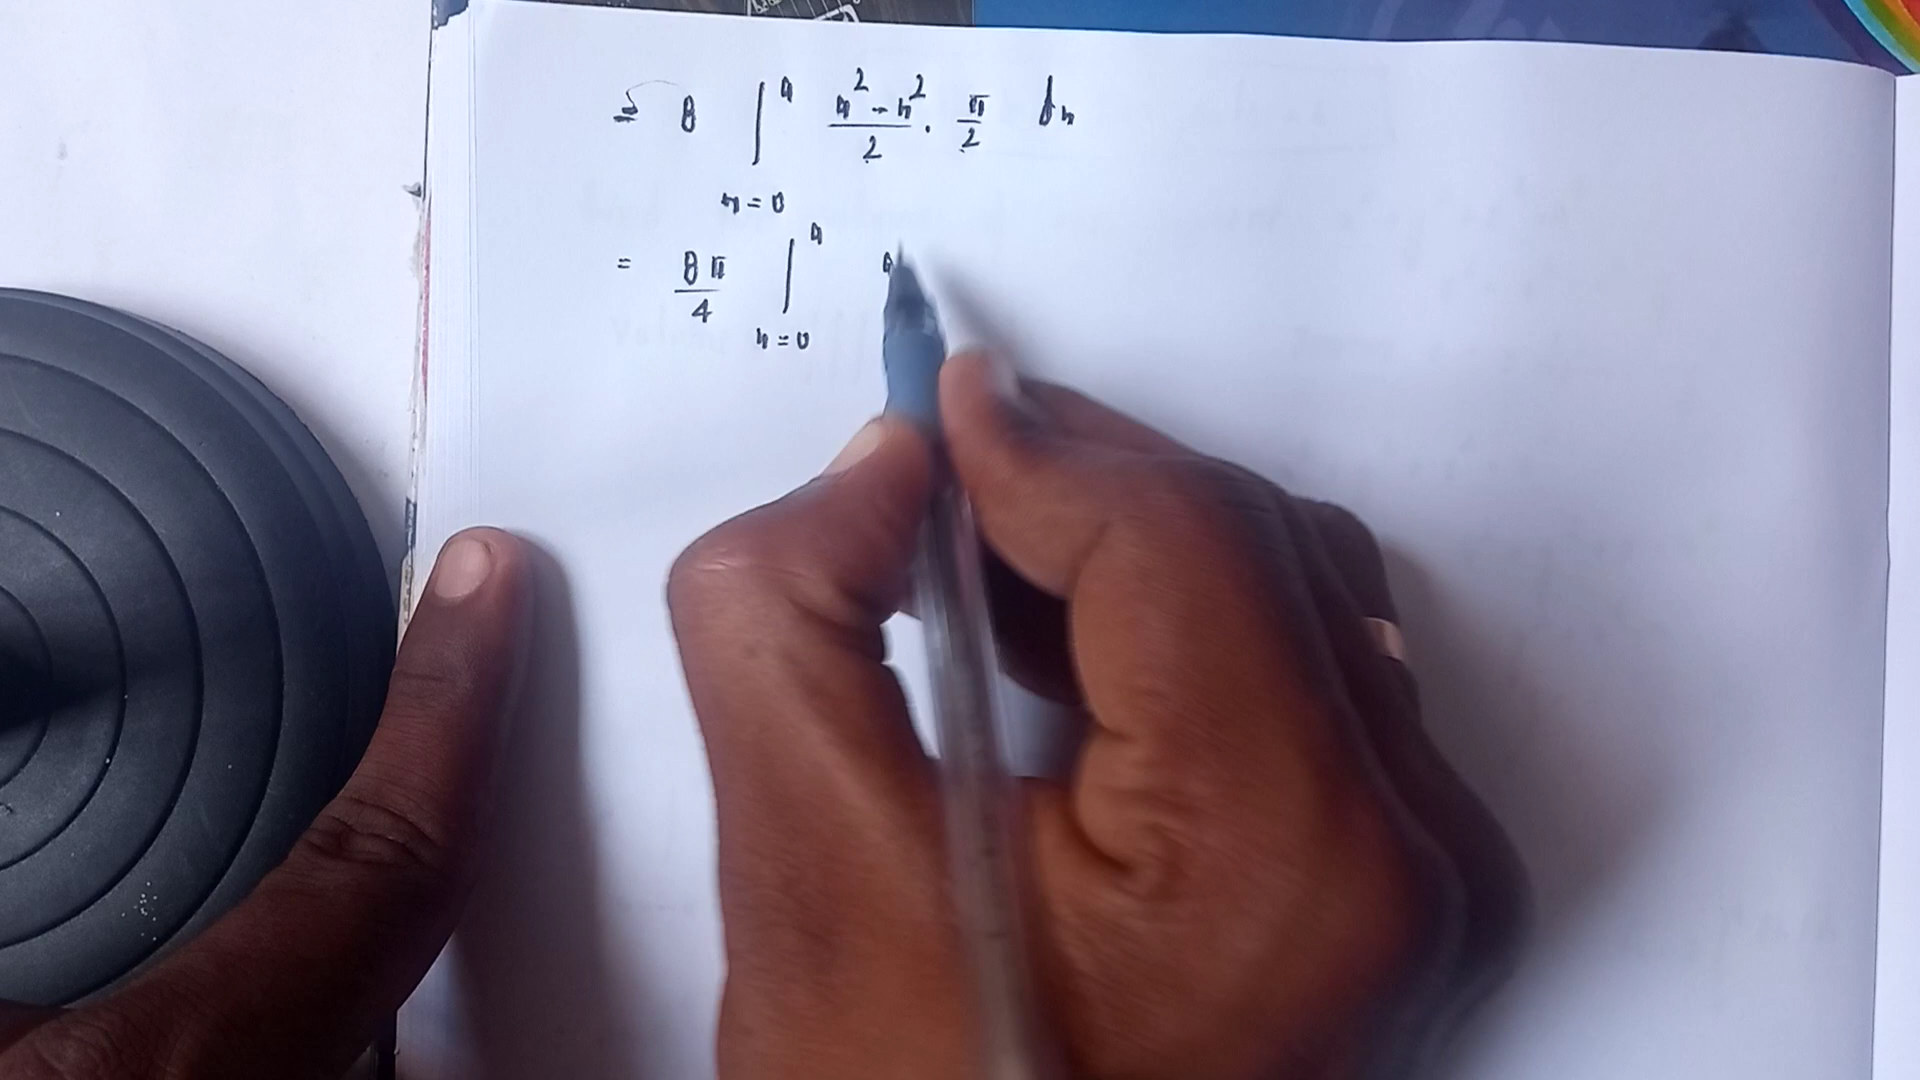 = 8 ∫ᵃ (a² - x²)/2 · π/2 dx
x = 0
= 8π/4 ∫ᵃ a
x = 0